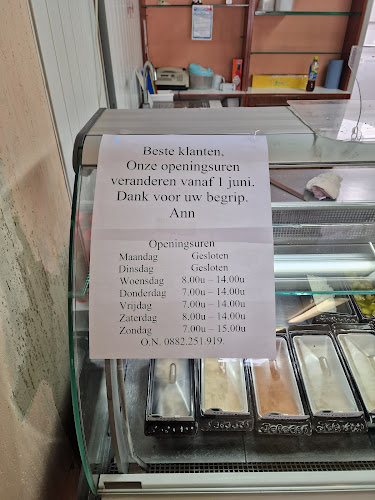 Beste klanten,
Onze openingsuren
veranderen vanaf 1 juni.
Dank voor uw begrip.
Ann
Openingsuren
Maandag Gesloten
Dinsdag Gesloten
Woensdag 8.00u – 14.00u
Donderdag 7.00u – 14.00u
Vrijdag 7.00u – 14.00u
Zaterdag 8.00u – 14.00u
Zondag 7.00u – 15,00u
O.N. 0882.251.919.